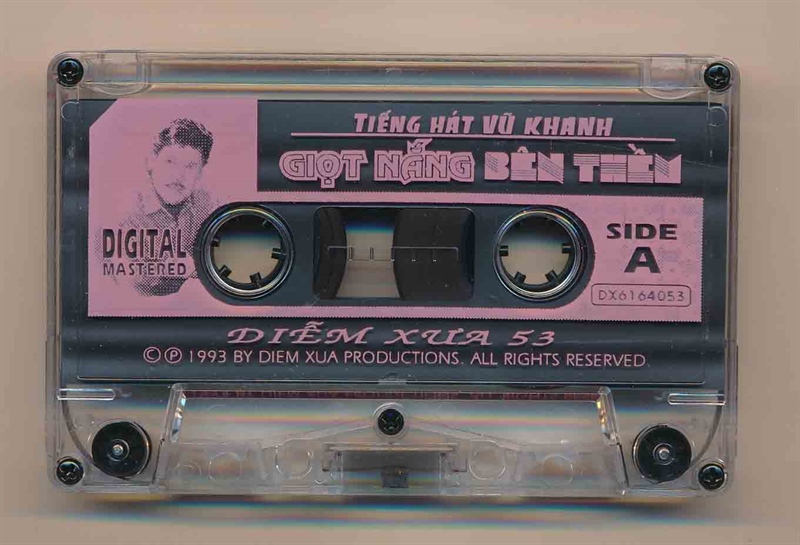 TIẾNG HÁT VŨ KHANH
GIỌT NẮNG BÊN THỀM
DIGITAL
MASTERED
SIDE
A
DX6164053
DIỄM XƯA 53
©℗ 1993 BY DIEM XUA PRODUCTIONS. ALL RIGHTS RESERVED.